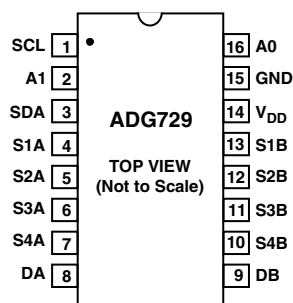 SCL 1 16 A0
A1 2 15 GND
SDA 3 ADG729 14 VDD
S1A 4 13 S1B
S2A 5 TOP VIEW 12 S2B
(Not to Scale)
S3A 6 11 S3B
S4A 7 10 S4B
DA 8 9 DB